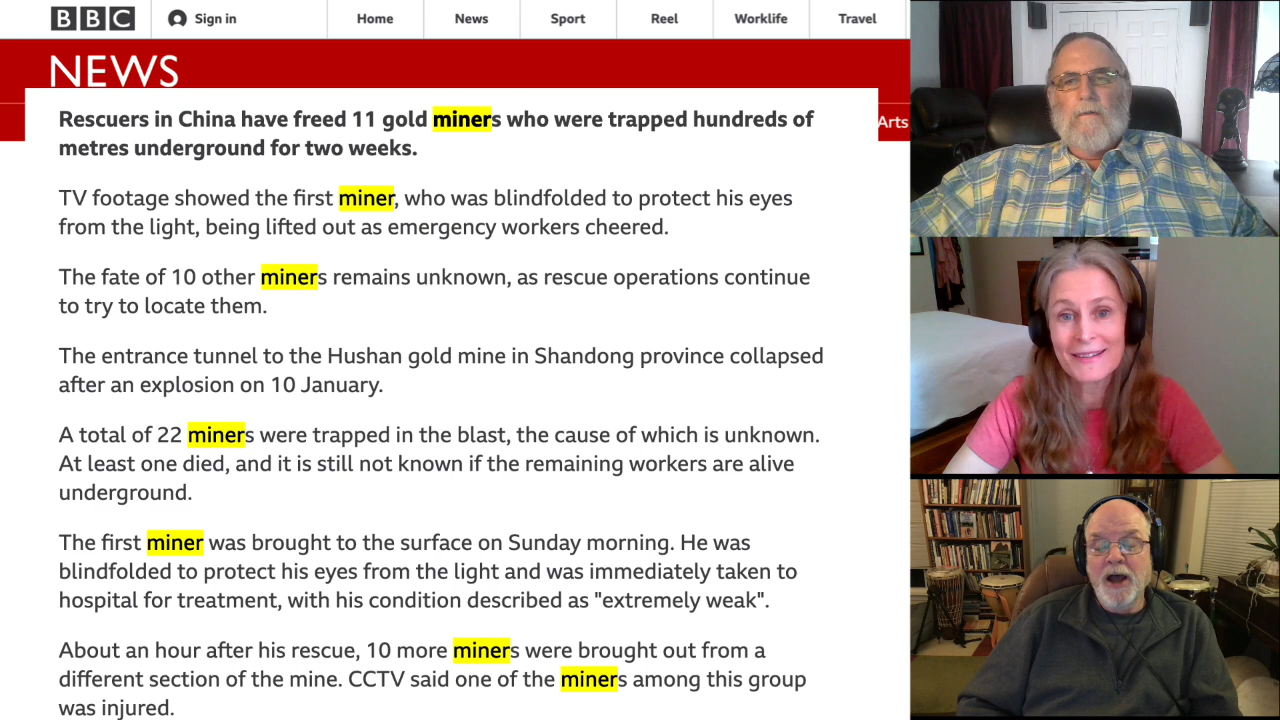 BBC
Sign in
Home
News
Sport
Reel
Worklife
Travel
NEWS
Arts
Rescuers in China have freed 11 gold miners who were trapped hundreds of
metres underground for two weeks.
TV footage showed the first miner, who was blindfolded to protect his eyes
from the light, being lifted out as emergency workers cheered.
The fate of 10 other miners remains unknown, as rescue operations continue
to try to locate them.
The entrance tunnel to the Hushan gold mine in Shandong province collapsed
after an explosion on 10 January.
A total of 22 miners were trapped in the blast, the cause of which is unknown.
At least one died, and it is still not known if the remaining workers are alive
underground.
The first miner was brought to the surface on Sunday morning. He was
blindfolded to protect his eyes from the light and was immediately taken to
hospital for treatment, with his condition described as "extremely weak".
About an hour after his rescue, 10 more miners were brought out from a
different section of the mine. CCTV said one of the miners among this group
was injured.